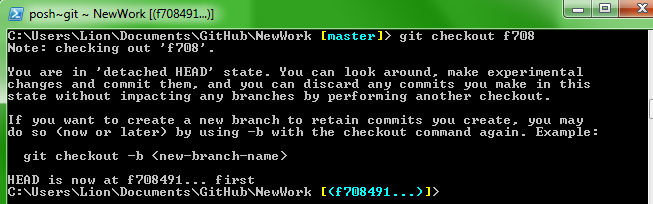 posh~git ~ NewWork [(f708491...)]
C:\Users\Lion\Documents\GitHub\NewWork [master]> git checkout f708
Note: checking out 'f708'.
You are in 'detached HEAD' state. You can look around, make experimental
changes and commit them, and you can discard any commits you make in this
state without impacting any branches by performing another checkout.
If you want to create a new branch to retain commits you create, you may
do so (now or later) by using -b with the checkout command again. Example:
git checkout -b <new-branch-name>
HEAD is now at f708491... first
C:\Users\Lion\Documents\GitHub\NewWork [(f708491...)]>